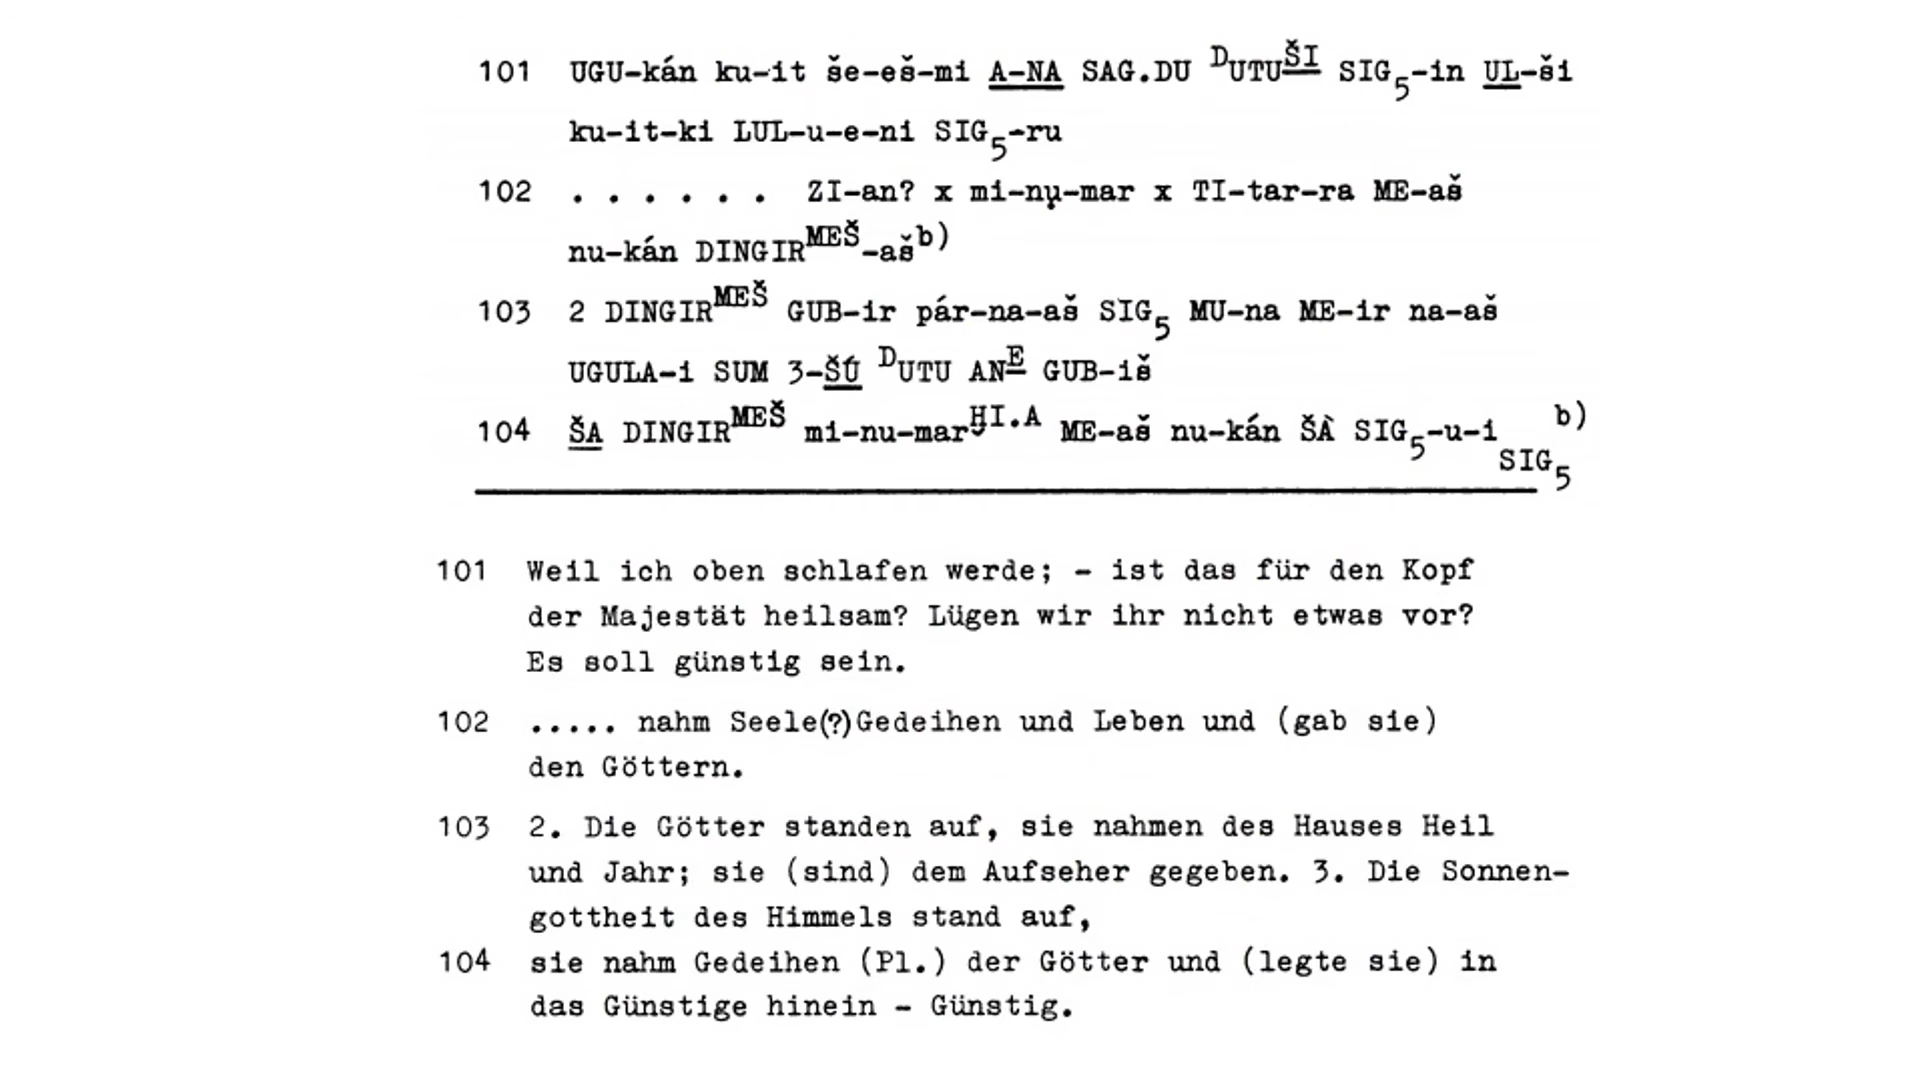 101 UGU-kán ku-it še-eš-mi A-NA SAG.DU ᴰUTUˢ̌ᴵ SIG₅-in UL-ši
ku-it-ki LUL-u-e-ni SIG₅-ru
102 . . . . . . ZI-an? x mi-nu̯-mar x TI-tar-ra ME-aš
nu-kán DINGIRᴹᴱˢ̌-ašᵇ⁾
103 2 DINGIRᴹᴱˢ̌ GUB-ir pár-na-aš SIG₅ MU-na ME-ir na-aš
UGULA-i SUM 3-ŠÚ ᴰUTU ANᴱ GUB-iš
104 ŠA DINGIRᴹᴱˢ̌ mi-nu-marᴴ̮ᴵ·ᴬ ME-aš nu-kán ŠÀ SIG₅-u-i SIG₅ᵇ⁾
101 Weil ich oben schlafen werde; - ist das für den Kopf
der Majestät heilsam? Lügen wir ihr nicht etwas vor?
Es soll günstig sein.
102 ..... nahm Seele(?)Gedeihen und Leben und (gab sie)
den Göttern.
103 2. Die Götter standen auf, sie nahmen des Hauses Heil
und Jahr; sie (sind) dem Aufseher gegeben. 3. Die Sonnen-
gottheit des Himmels stand auf,
104 sie nahm Gedeihen (Pl.) der Götter und (legte sie) in
das Günstige hinein - Günstig.